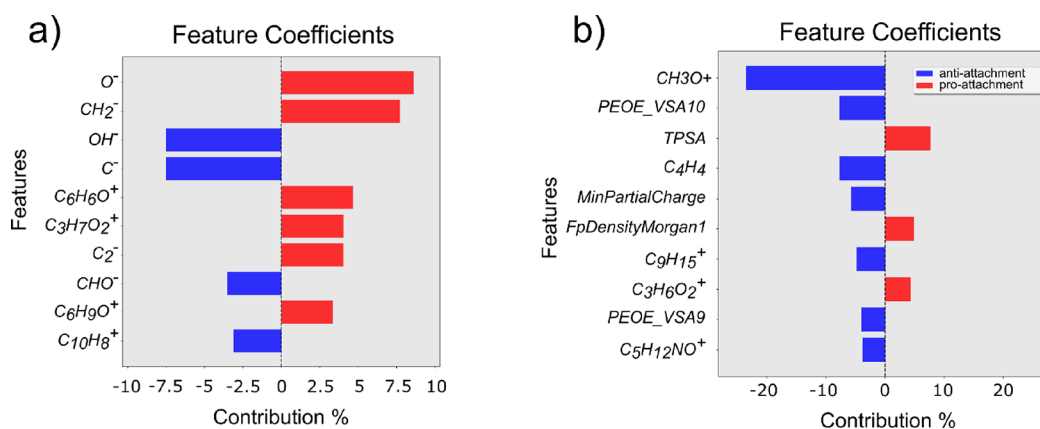 a)
Feature Coefficients
Features
O⁻
CH₂⁻
OH⁻
C⁻
C₆H₆O⁺
C₃H₇O₂⁺
C₂⁻
CHO⁻
C₆H₉O⁺
C₁₀H₈⁺
-10 -7.5 -5 -2.5 0 2.5 5 7.5 10
Contribution %
b)
Feature Coefficients
anti-attachment
pro-attachment
Features
CH3O+
PEOE_VSA10
TPSA
C₄H₄
MinPartialCharge
FpDensityMorgan1
C₉H₁₅⁺
C₃H₆O₂⁺
PEOE_VSA9
C₅H₁₂NO⁺
-20 -10 0 10 20
Contribution %